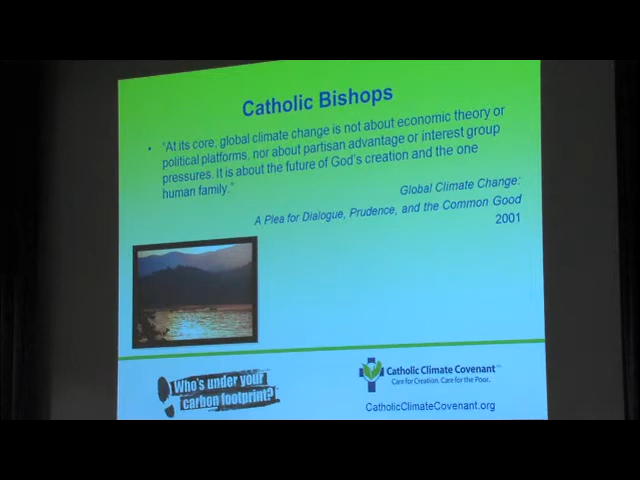 Catholic Bishops
• "At its core, global climate change is not about economic theory or
political platforms, nor about partisan advantage or interest group
pressures. It is about the future of God's creation and the one
human family."
Global Climate Change:
A Plea for Dialogue, Prudence, and the Common Good
2001
Who's under your
carbon footprint?
Catholic Climate Covenant
Care for Creation. Care for the Poor.
CatholicClimateCovenant.org